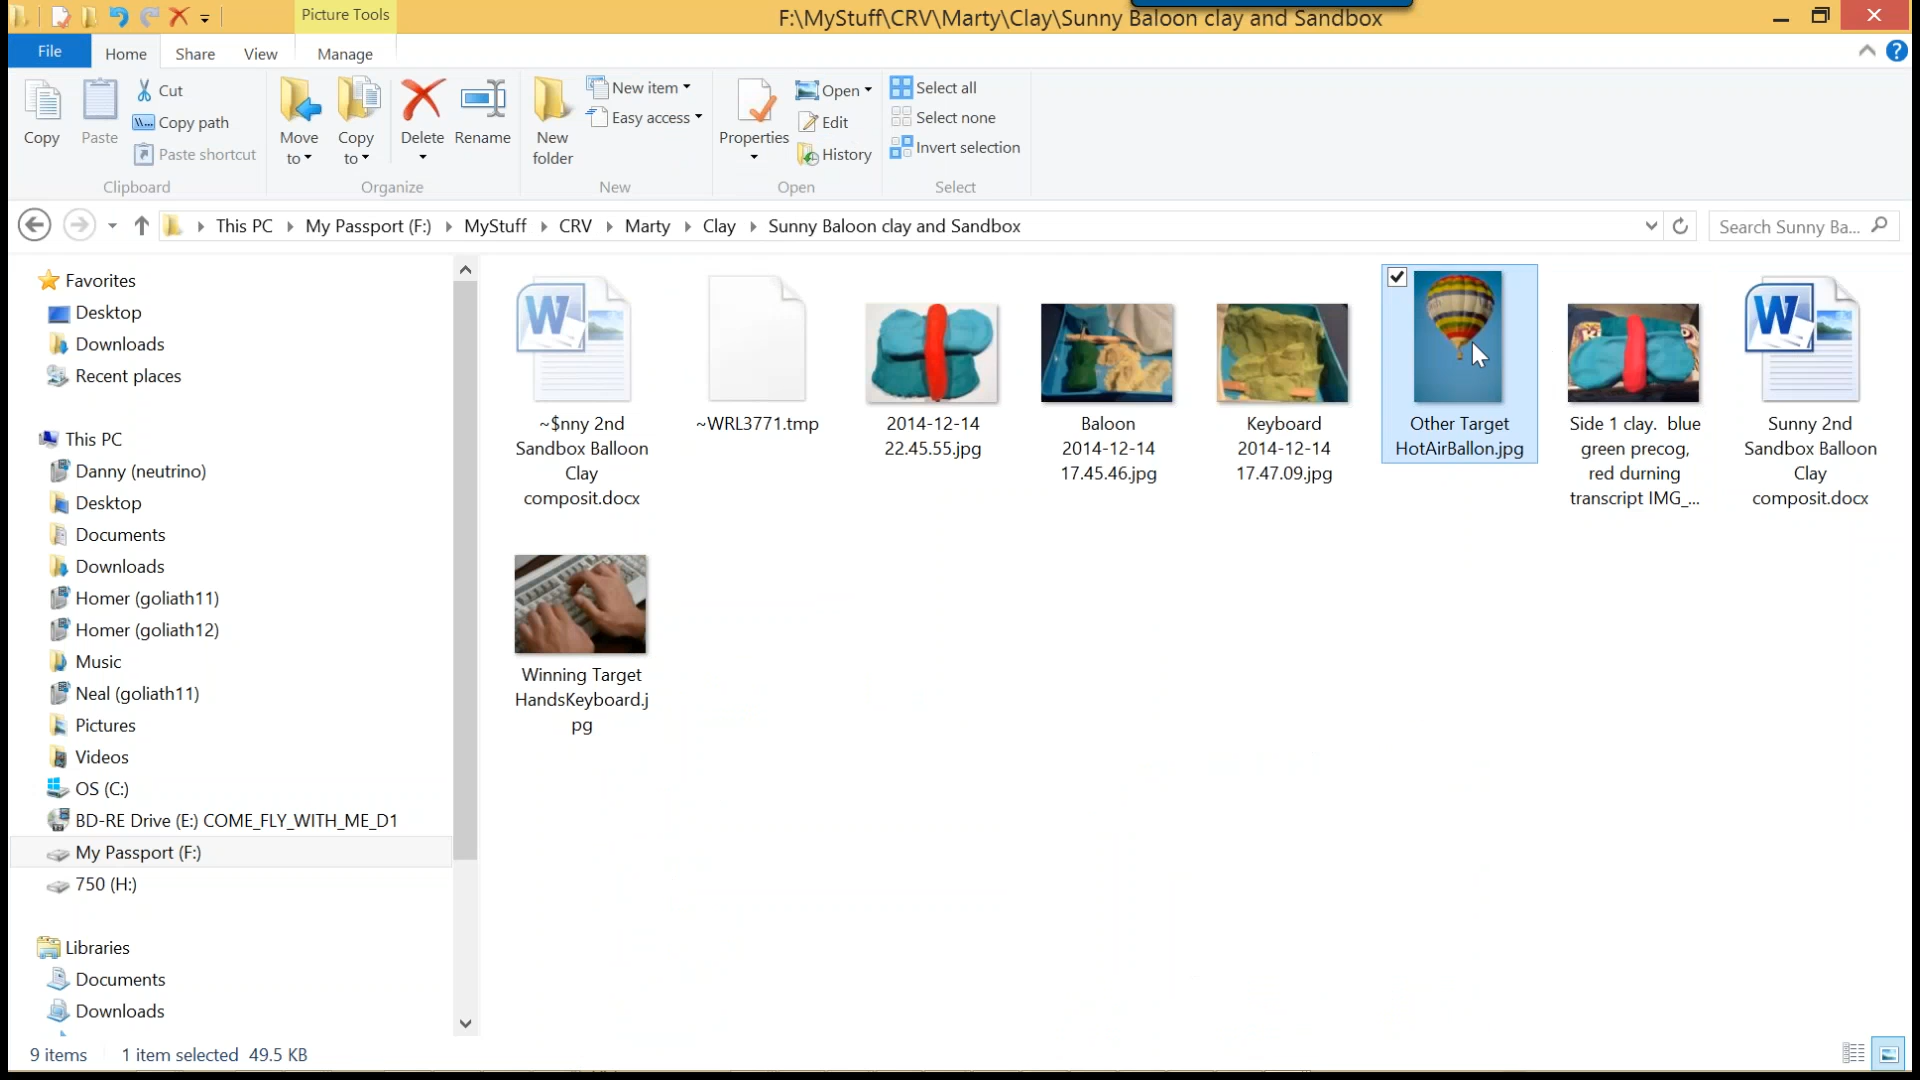 Picture Tools
F:\MyStuff\CRV\Marty\Clay\Sunny Baloon clay and Sandbox
File Home Share View Manage
Copy
Paste
Cut
Copy path
Paste shortcut
Clipboard
Move to
Copy to
Delete
Rename
Organize
New folder
New item
Easy access
New
Properties
Open
Edit
History
Open
Select all
Select none
Invert selection
Select
This PC My Passport (F:) MyStuff CRV Marty Clay Sunny Baloon clay and Sandbox
Search Sunny Ba...
Favorites
Desktop
Downloads
Recent places
This PC
Danny (neutrino)
Desktop
Documents
Downloads
Homer (goliath11)
Homer (goliath12)
Music
Neal (goliath11)
Pictures
Videos
OS (C:)
BD-RE Drive (E:) COME_FLY_WITH_ME_D1
My Passport (F:)
750 (H:)
Libraries
Documents
Downloads
~$nny 2nd
Sandbox Balloon
Clay
composit.docx
~WRL3771.tmp
2014-12-14
22.45.55.jpg
Baloon
2014-12-14
17.45.46.jpg
Keyboard
2014-12-14
17.47.09.jpg
Other Target
HotAirBallon.jpg
Side 1 clay. blue
green precog,
red durning
transcript IMG_...
Sunny 2nd
Sandbox Balloon
Clay
composit.docx
Winning Target
HandsKeyboard.j
pg
9 items 1 item selected 49.5 KB